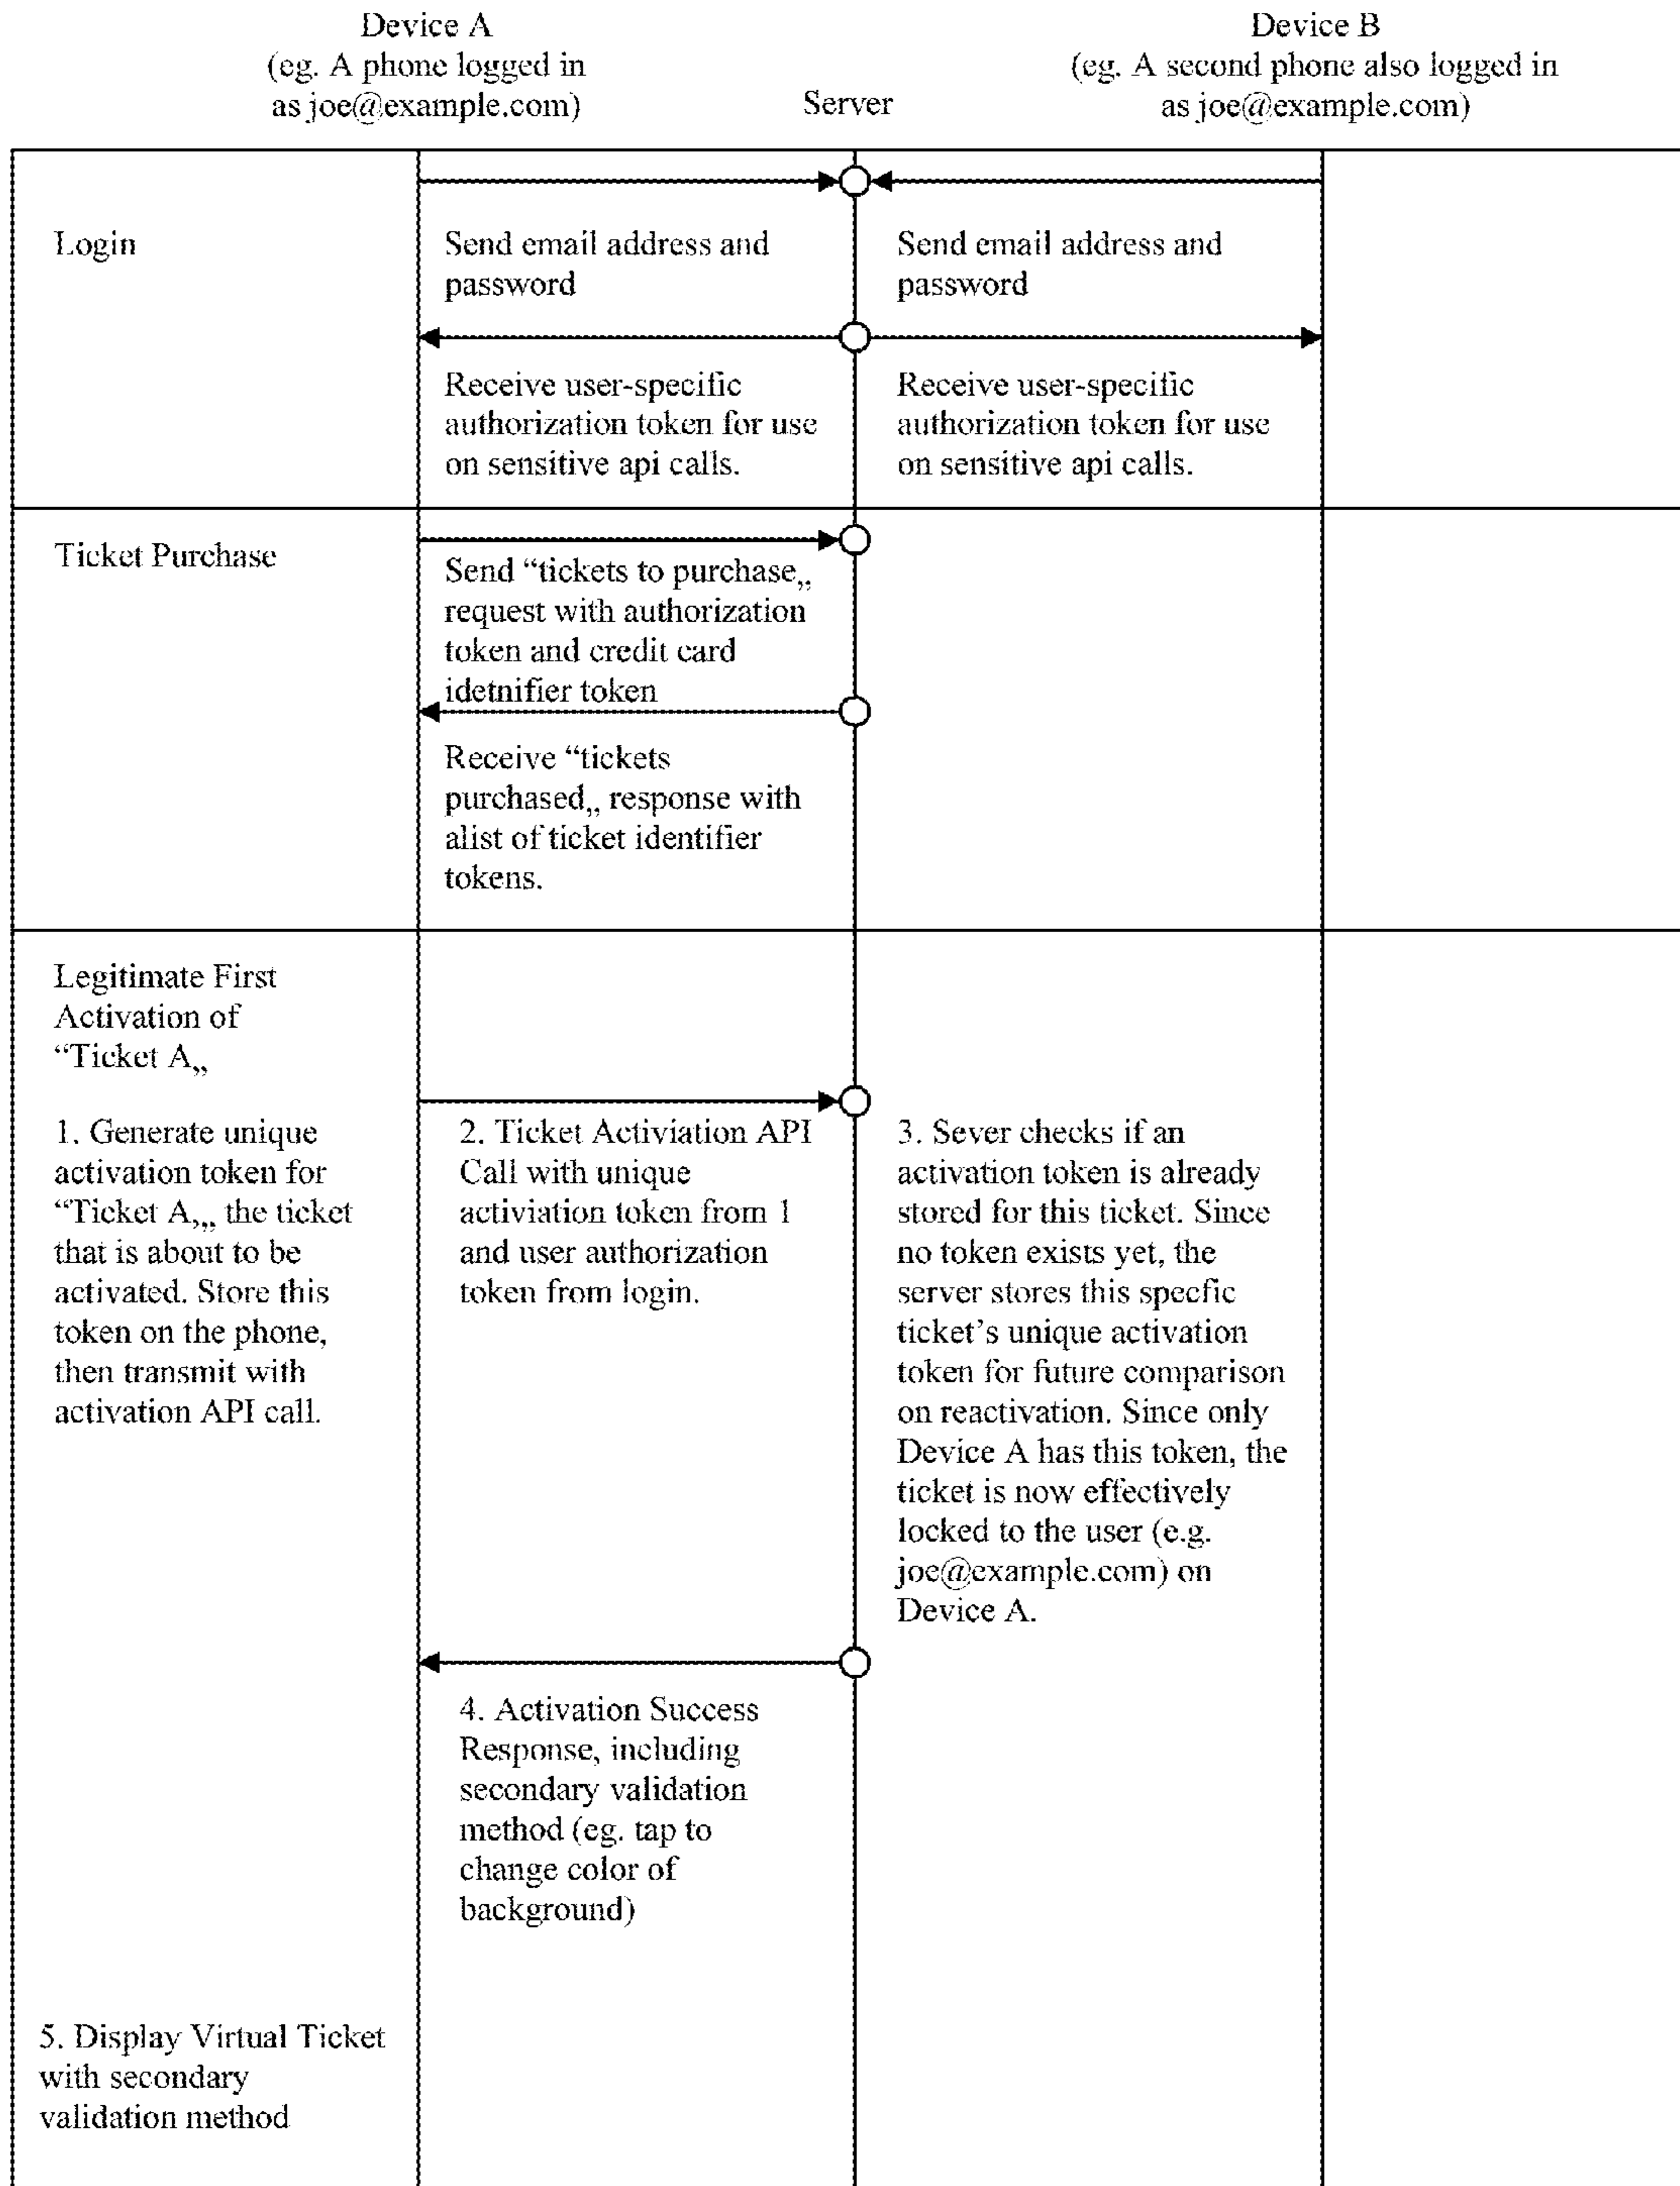 Device A
(eg. A phone logged in
as joe@example.com)
Server
Device B
(eg. A second phone also logged in
as joe@example.com)
Login
Send email address and
password
Send email address and
password
Receive user-specific
authorization token for use
on sensitive api calls.
Receive user-specific
authorization token for use
on sensitive api calls.
Ticket Purchase
Send “tickets to purchase„
request with authorization
token and credit card
idetnifier token
Receive “tickets
purchased„ response with
alist of ticket identifier
tokens.
Legitimate First
Activation of
“Ticket A„
1. Generate unique
activation token for
“Ticket A,„ the ticket
that is about to be
activated. Store this
token on the phone,
then transmit with
activation API call.
2. Ticket Activiation API
Call with unique
activiation token from 1
and user authorization
token from login.
3. Sever checks if an
activation token is already
stored for this ticket. Since
no token exists yet, the
server stores this specfic
ticket's unique activation
token for future comparison
on reactivation. Since only
Device A has this token, the
ticket is now effectively
locked to the user (e.g.
joe@example.com) on
Device A.
4. Activation Success
Response, including
secondary validation
method (eg. tap to
change color of
background)
5. Display Virtual Ticket
with secondary
validation method